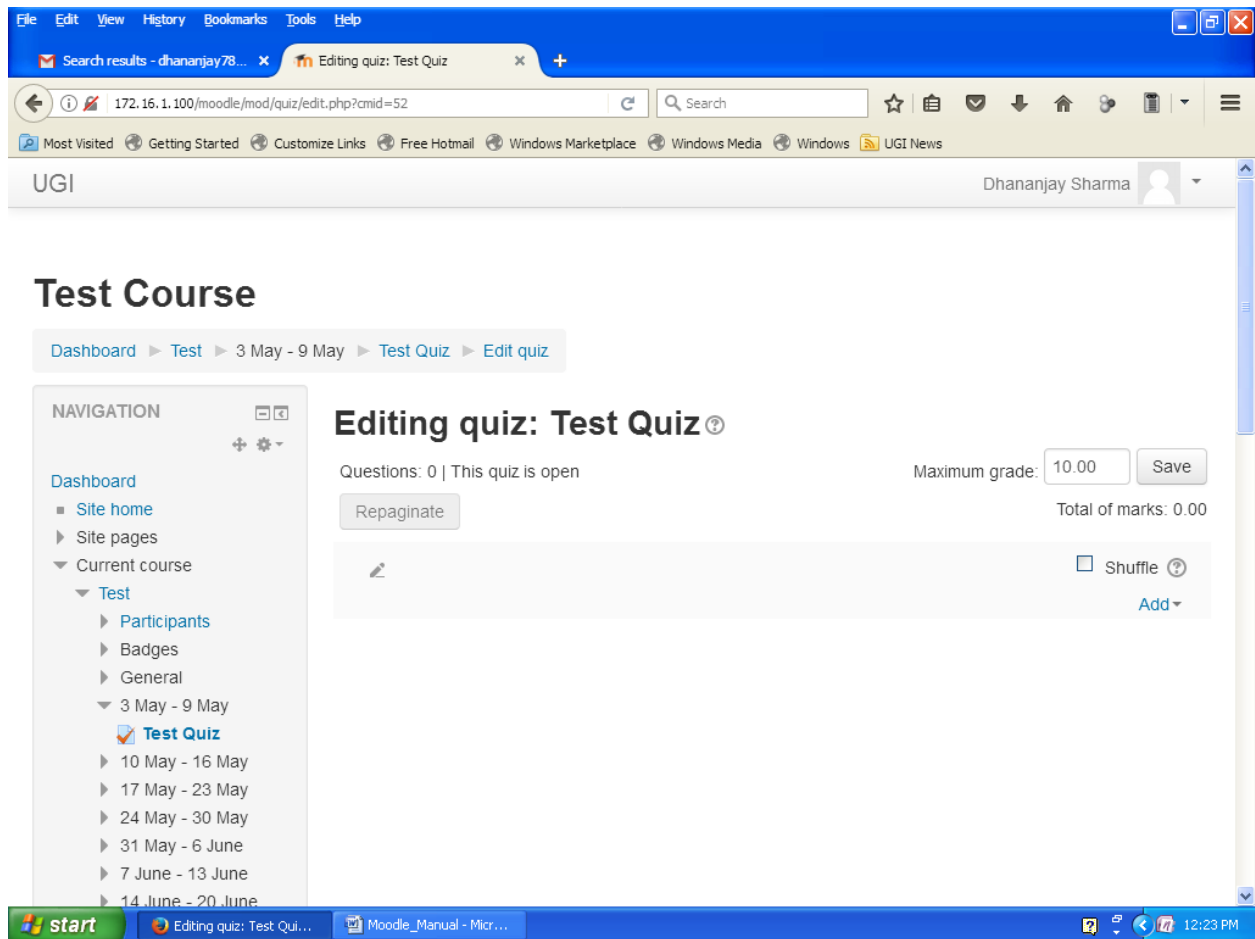 File Edit View History Bookmarks Tools Help
Search results - dhananjay78... Editing quiz: Test Quiz
172.16.1.100/moodle/mod/quiz/edit.php?cmid=52 Search
Most Visited Getting Started Customize Links Free Hotmail Windows Marketplace Windows Media Windows UGI News
UGI Dhananjay Sharma
Test Course
Dashboard Test 3 May - 9 May Test Quiz Edit quiz
NAVIGATION
Dashboard
Site home
Site pages
Current course
Test
Participants
Badges
General
3 May - 9 May
Test Quiz
10 May - 16 May
17 May - 23 May
24 May - 30 May
31 May - 6 June
7 June - 13 June
14 June - 20 June
Editing quiz: Test Quiz
Questions: 0 | This quiz is open Maximum grade: 10.00 Save
Repaginate Total of marks: 0.00
Shuffle
Add
start Editing quiz: Test Qui... Moodle_Manual - Micr... 12:23 PM